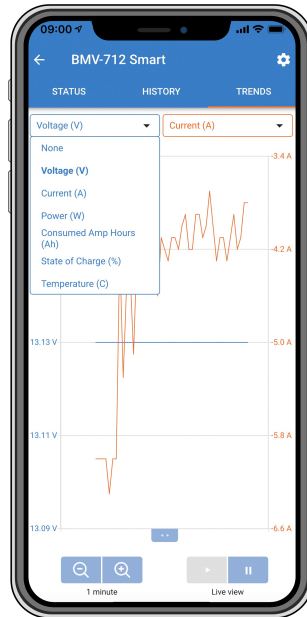 09:00
BMV-712 Smart
STATUS HISTORY TRENDS
Voltage (V) Current (A)
None
Voltage (V)
Current (A)
Power (W)
Consumed Amp Hours
(Ah)
State of Charge (%)
Temperature (C)
-3.4 A
-4.2 A
13.13 V -5.0 A
13.11 V -5.8 A
13.09 V -6.6 A
1 minute Live view